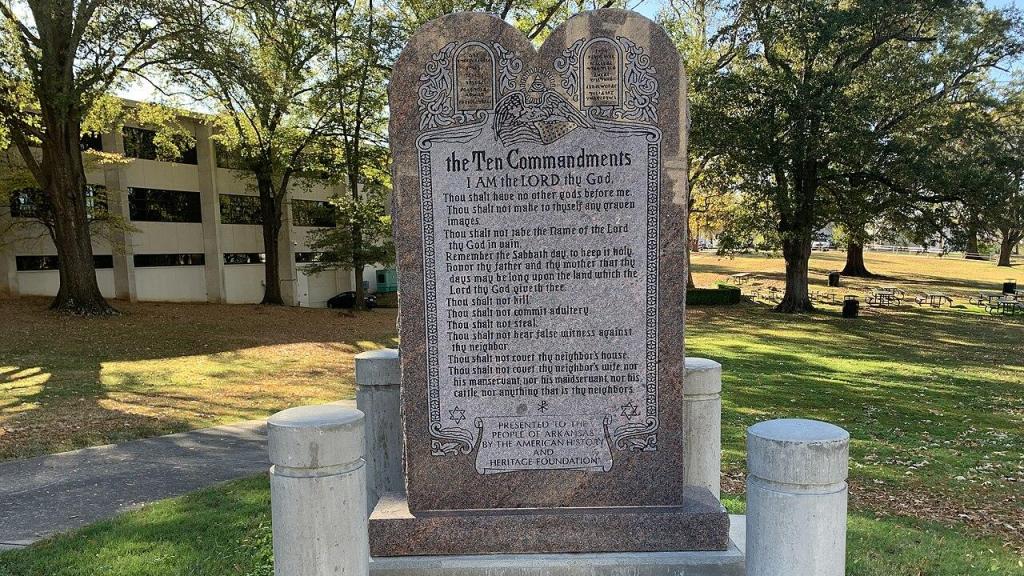 the Ten Commandments
I AM the LORD thy God.
Thou shalt have no other gods before me.
Thou shalt not make to thyself any graven
images.
Thou shalt not take the Name of the Lord
thy God in vain.
Remember the Sabbath day, to keep it holy.
Honor thy father and thy mother that thy
days may be long upon the land which the
Lord thy God giveth thee.
Thou shalt not kill.
Thou shalt not commit adultery.
Thou shalt not steal.
Thou shalt not bear false witness against
thy neighbor.
Thou shalt not covet thy neighbor's house.
Thou shalt not covet thy neighbor's wife, nor
his manservant, nor his maidservant, nor his
cattle, nor anything that is thy neighbor's.
PRESENTED TO THE
PEOPLE OF ARKANSAS
BY THE AMERICAN HISTORY
AND
HERITAGE FOUNDATION